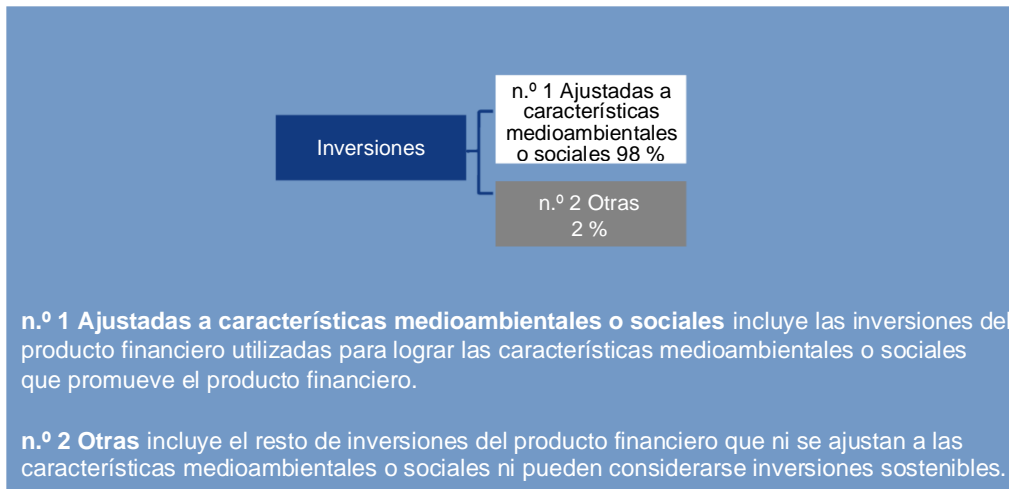 Inversiones
n.º 1 Ajustadas a
características
medioambientales
o sociales 98 %
n.º 2 Otras
2 %
n.º 1 Ajustadas a características medioambientales o sociales incluye las inversiones del
producto financiero utilizadas para lograr las características medioambientales o sociales
que promueve el producto financiero.
n.º 2 Otras incluye el resto de inversiones del producto financiero que ni se ajustan a las
características medioambientales o sociales ni pueden considerarse inversiones sostenibles.